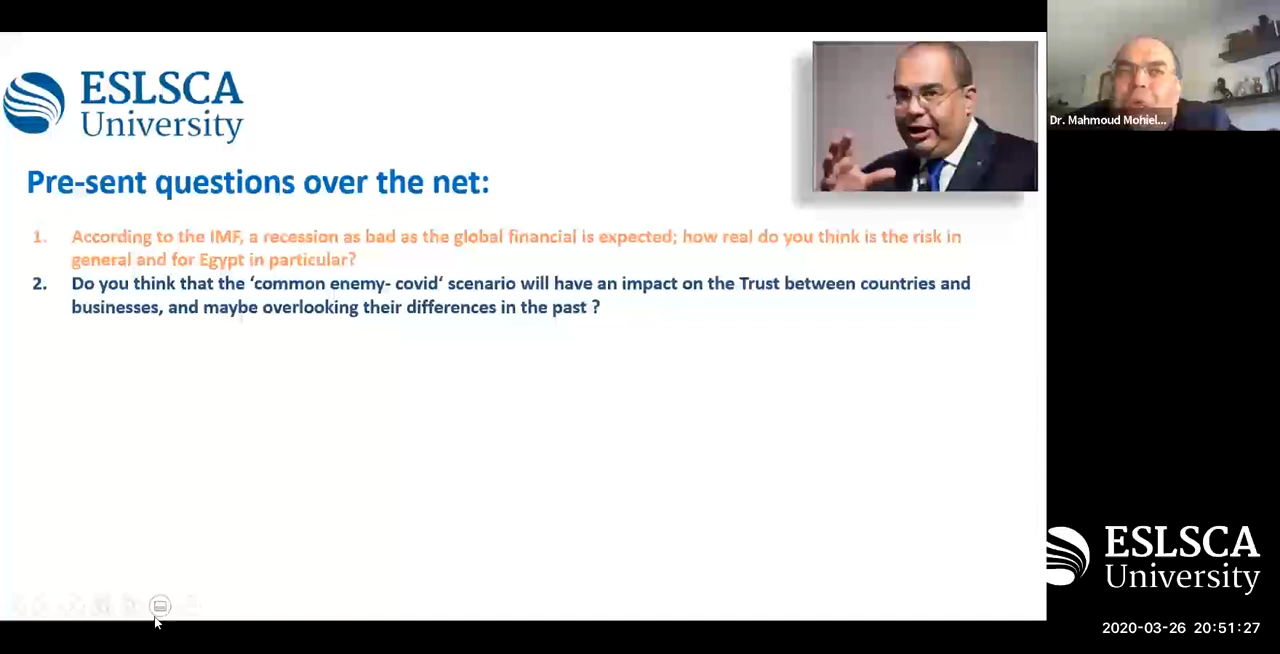 ESLSCA
University
Dr. Mahmoud Mohiel...
Pre-sent questions over the net:
1. According to the IMF, a recession as bad as the global financial is expected; how real do you think is the risk in
general and for Egypt in particular?
2. Do you think that the ‘common enemy- covid‘ scenario will have an impact on the Trust between countries and
businesses, and maybe overlooking their differences in the past ?
ESLSCA
University
2020-03-26 20:51:27